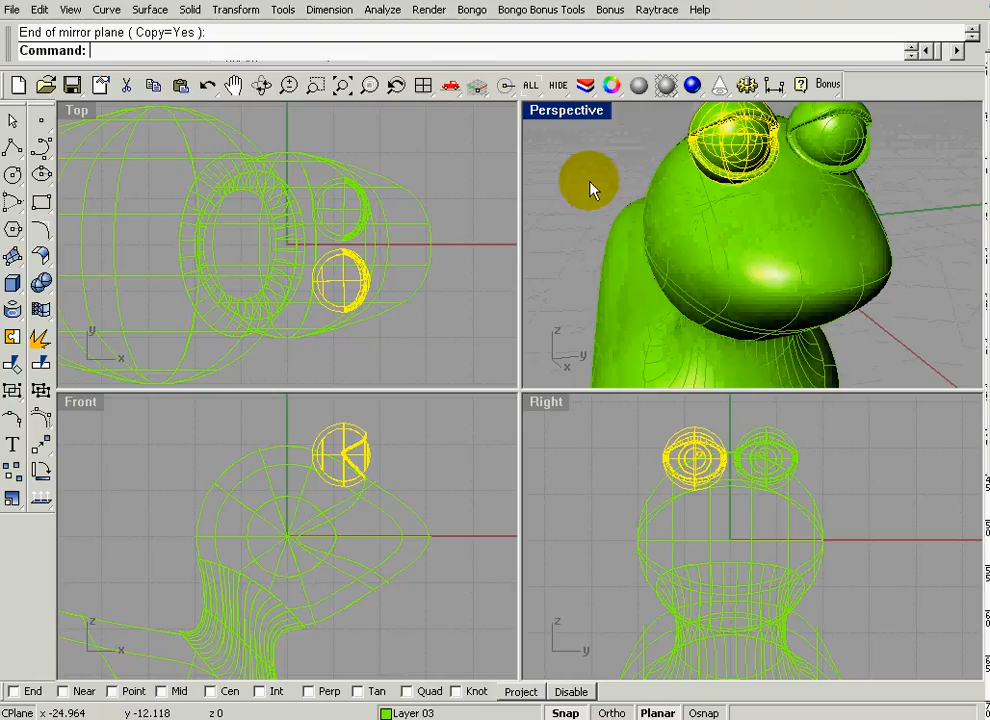 File Edit View Curve Surface Solid Transform Tools Dimension Analyze Render Bongo Bongo Bonus Tools Bonus Raytrace Help
End of mirror plane ( Copy=Yes ):
Command:
ALL HIDE Bonus
Top
Perspective
y
x
z
y
x
Front
Right
z
x
z
y
T
End Near Point Mid Cen Int Perp Tan Quad Knot Project Disable
CPlane x -24.964 y -12.118 z 0 Layer 03 Snap Ortho Planar Osnap